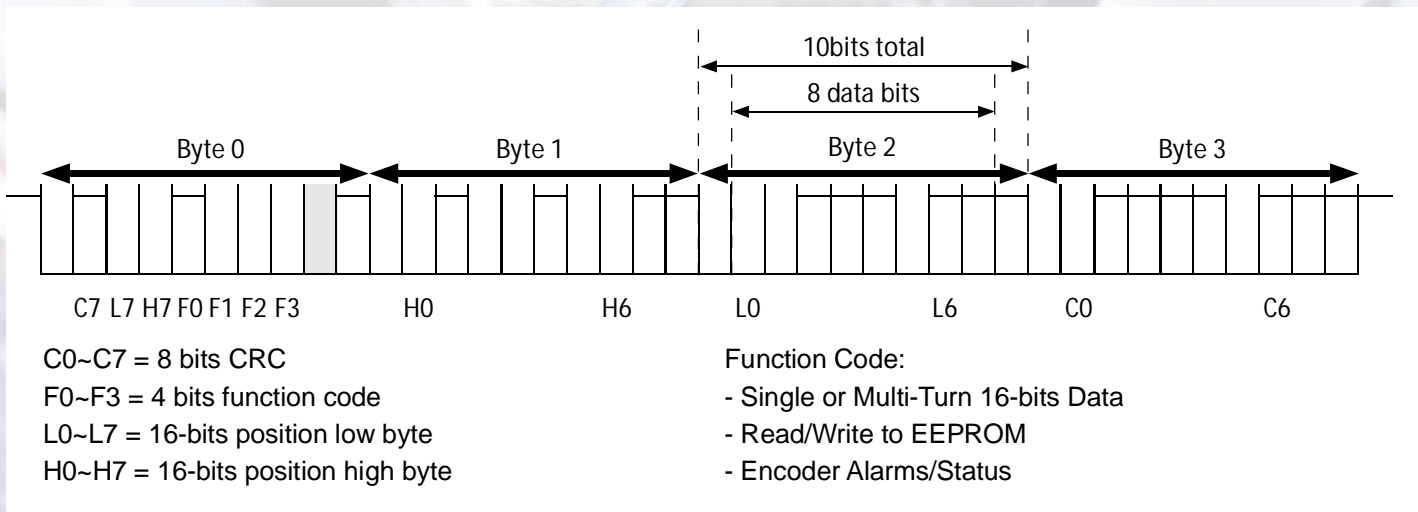 10bits total
8 data bits
Byte 0 Byte 1 Byte 2 Byte 3
C7 L7 H7 F0 F1 F2 F3 H0 H6 L0 L6 C0 C6
C0~C7 = 8 bits CRC
F0~F3 = 4 bits function code
L0~L7 = 16-bits position low byte
H0~H7 = 16-bits position high byte
Function Code:
- Single or Multi-Turn 16-bits Data
- Read/Write to EEPROM
- Encoder Alarms/Status